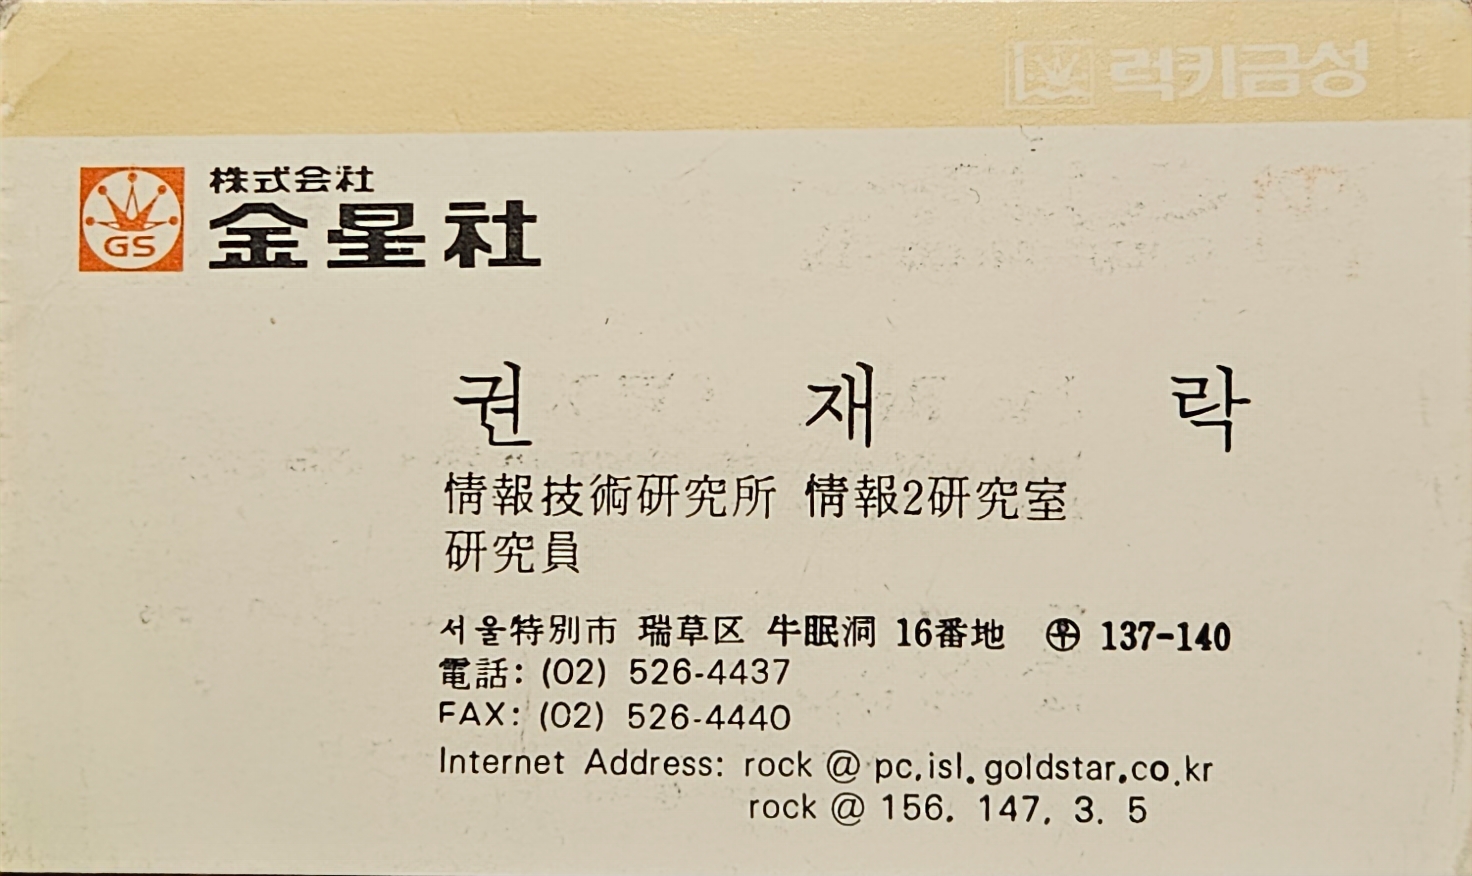 럭키금성
株式会社
金星社
GS
권 재 락
情報技術研究所 情報2研究室
研究員
서울特別市 瑞草区 牛眠洞 16番地 ㉾ 137-140
電話: (02) 526-4437
FAX: (02) 526-4440
Internet Address: rock @ pc.isl.goldstar.co.kr
rock @ 156. 147. 3. 5